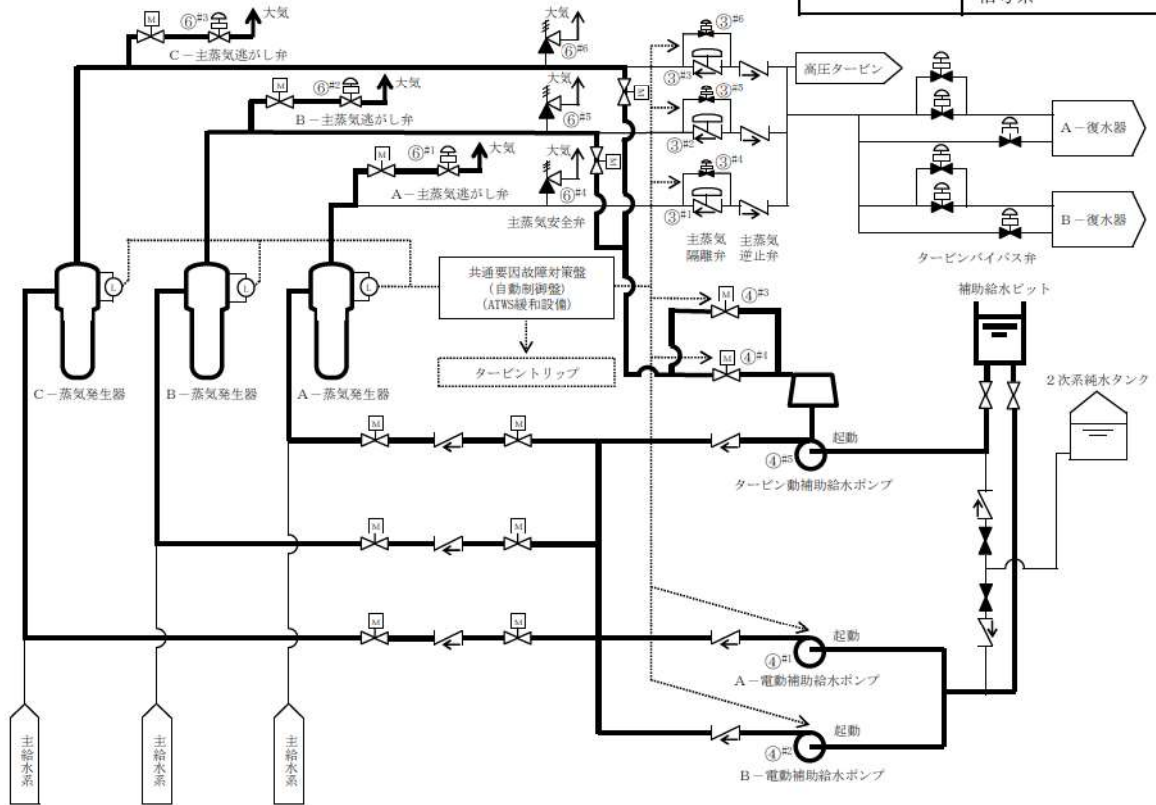 大気
M
⑥#3
C－主蒸気逃がし弁
大気
⑥#6
③#6
③#3
M
高圧タービン
大気
M
⑥#2
B－主蒸気逃がし弁
大気
⑥#5
③#5
③#2
M
A－復水器
大気
M
⑥#1
A－主蒸気逃がし弁
大気
⑥#4
主蒸気安全弁
③#4
③#1
主蒸気
隔離弁
主蒸気
逆止弁
B－復水器
タービンバイパス弁
L
L
L
共通要因故障対策盤
(自動制御盤)
(ATWS緩和設備)
タービントリップ
M
④#3
M
④#4
補助給水ピット
2次系純水タンク
C－蒸気発生器
B－蒸気発生器
A－蒸気発生器
M
M
起動
④#5
タービン動補助給水ポンプ
M
M
M
M
起動
④#1
A－電動補助給水ポンプ
起動
④#2
B－電動補助給水ポンプ
主給水系
主給水系
主給水系